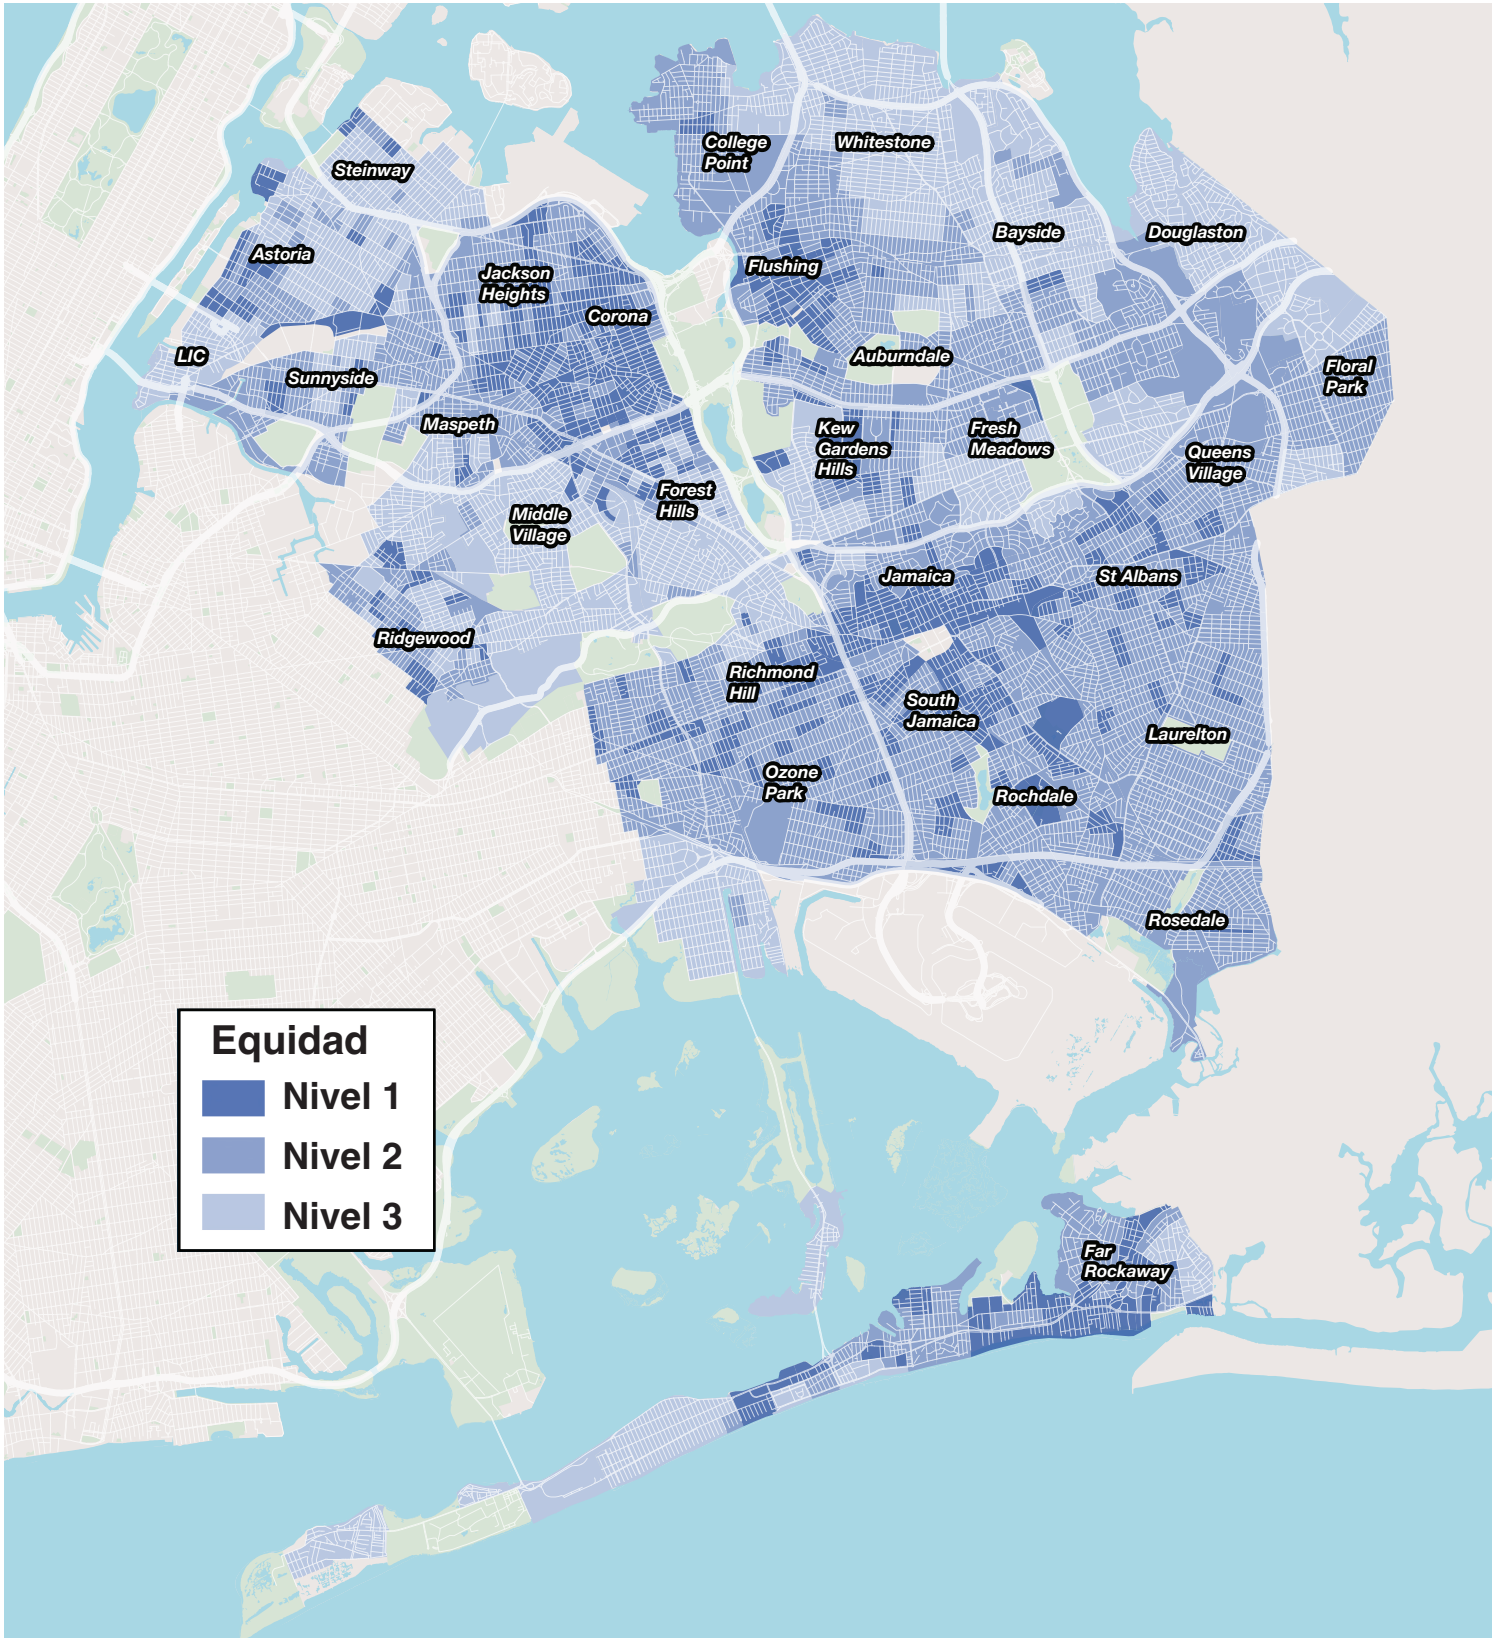 College
Point
Whitestone
Steinway
Bayside
Douglaston
Astoria
Flushing
Jackson
Heights
Corona
LIC
Auburndale
Sunnyside
Floral
Park
Maspeth
Kew
Gardens
Hills
Fresh
Meadows
Queens
Village
Forest
Hills
Middle
Village
Jamaica
St Albans
Ridgewood
Richmond
Hill
South
Jamaica
Laurelton
Ozone
Park
Rochdale
Rosedale
Equidad
Nivel 1
Nivel 2
Nivel 3
Far
Rockaway